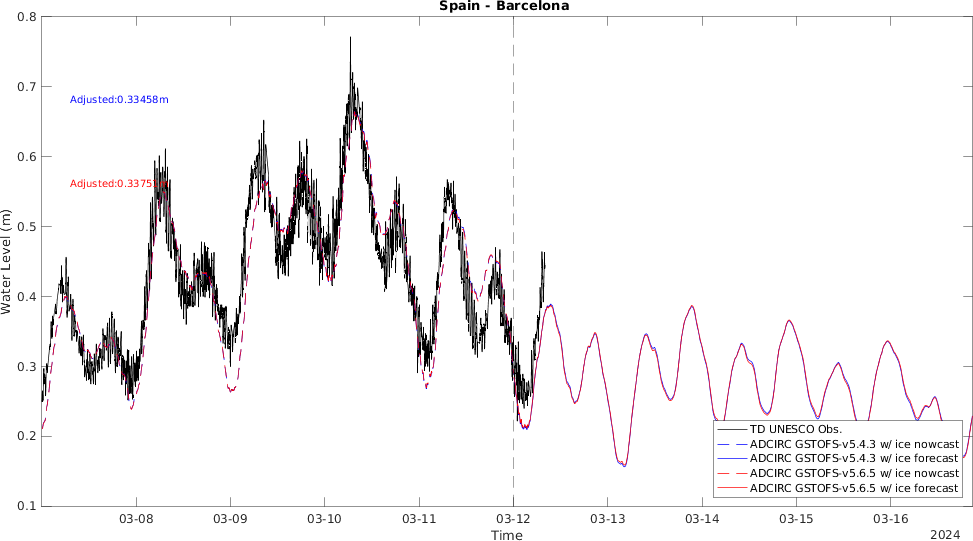 Spain - Barcelona
0.8
0.7
0.6
0.5
0.4
0.3
0.2
0.1
Water Level (m)
Adjusted:0.33458m
TD UNESCO Obs.
ADCIRC GSTOFS-v5.4.3 w/ ice nowcast
ADCIRC GSTOFS-v5.4.3 w/ ice forecast
ADCIRC GSTOFS-v5.6.5 w/ ice nowcast
ADCIRC GSTOFS-v5.6.5 w/ ice forecast
03-08 03-09 03-10 03-11 03-12 03-13 03-14 03-15 03-16
Time
2024